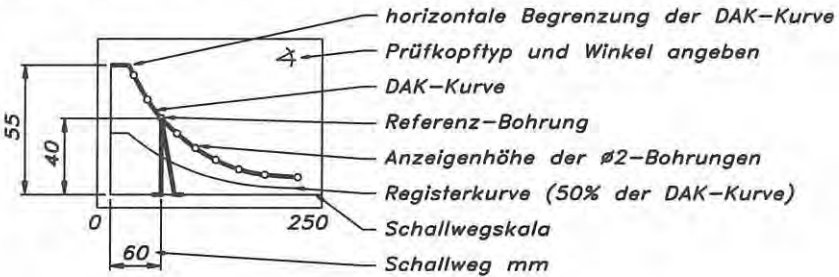 horizontale Begrenzung der DAK-Kurve
Prüfkopftyp und Winkel angeben
DAK-Kurve
Referenz-Bohrung
Anzeigenhöhe der ø2-Bohrungen
Registerkurve (50% der DAK-Kurve)
Schallwegskala
Schallweg mm
55
40
0
250
60